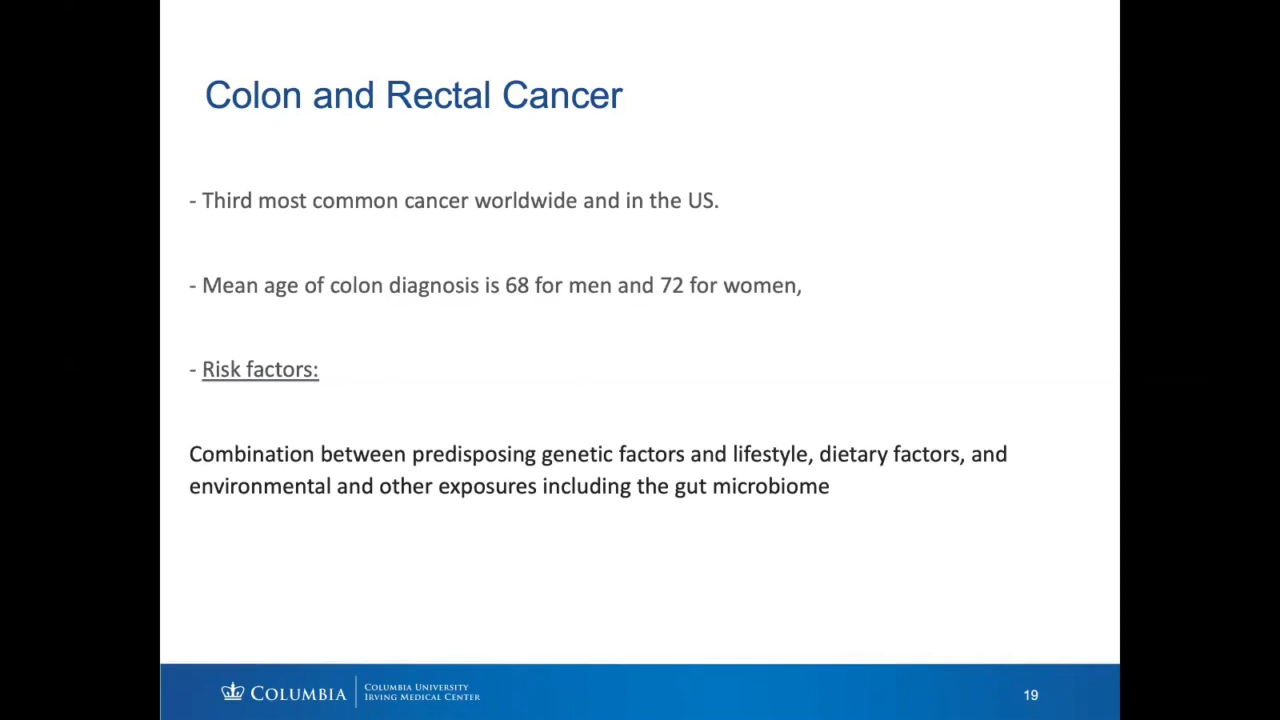 Colon and Rectal Cancer
- Third most common cancer worldwide and in the US.
- Mean age of colon diagnosis is 68 for men and 72 for women,
- Risk factors:
Combination between predisposing genetic factors and lifestyle, dietary factors, and
environmental and other exposures including the gut microbiome
COLUMBIA
COLUMBIA UNIVERSITY
IRVING MEDICAL CENTER
19